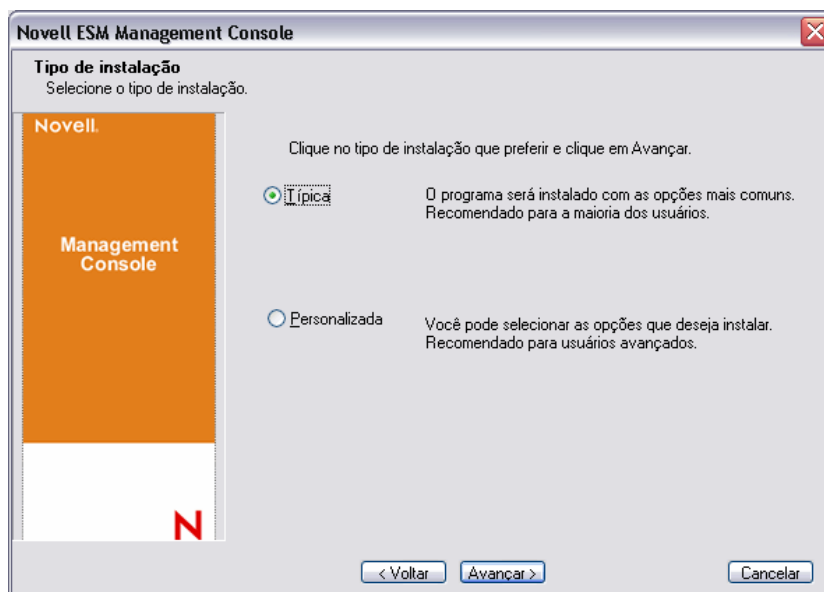 Novell ESM Management Console
Tipo de instalação
Selecione o tipo de instalação.
Novell.
Management
Console
N
Clique no tipo de instalação que preferir e clique em Avançar.
Típica
O programa será instalado com as opções mais comuns.
Recomendado para a maioria dos usuários.
Personalizada
Você pode selecionar as opções que deseja instalar.
Recomendado para usuários avançados.
< Voltar
Avançar >
Cancelar